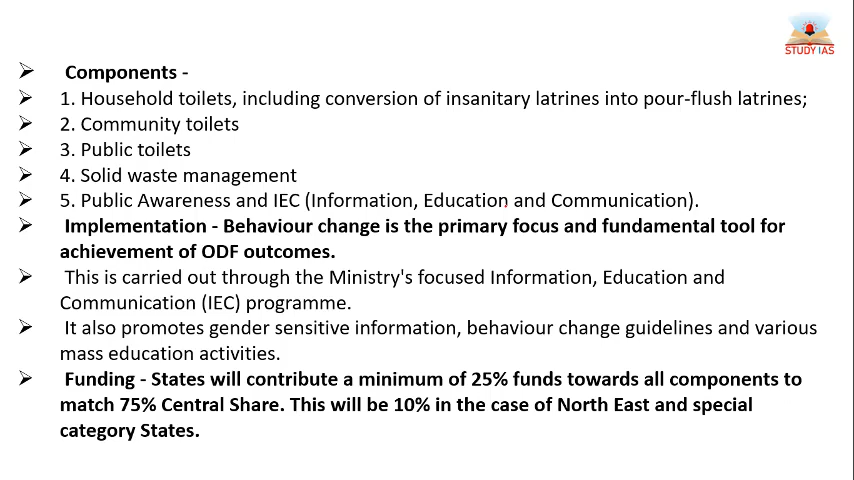 STUDY IAS
➢ Components -
➢ 1. Household toilets, including conversion of insanitary latrines into pour-flush latrines;
➢ 2. Community toilets
➢ 3. Public toilets
➢ 4. Solid waste management
➢ 5. Public Awareness and IEC (Information, Education and Communication).
➢ Implementation - Behaviour change is the primary focus and fundamental tool for
achievement of ODF outcomes.
➢ This is carried out through the Ministry's focused Information, Education and
Communication (IEC) programme.
➢ It also promotes gender sensitive information, behaviour change guidelines and various
mass education activities.
➢ Funding - States will contribute a minimum of 25% funds towards all components to
match 75% Central Share. This will be 10% in the case of North East and special
category States.